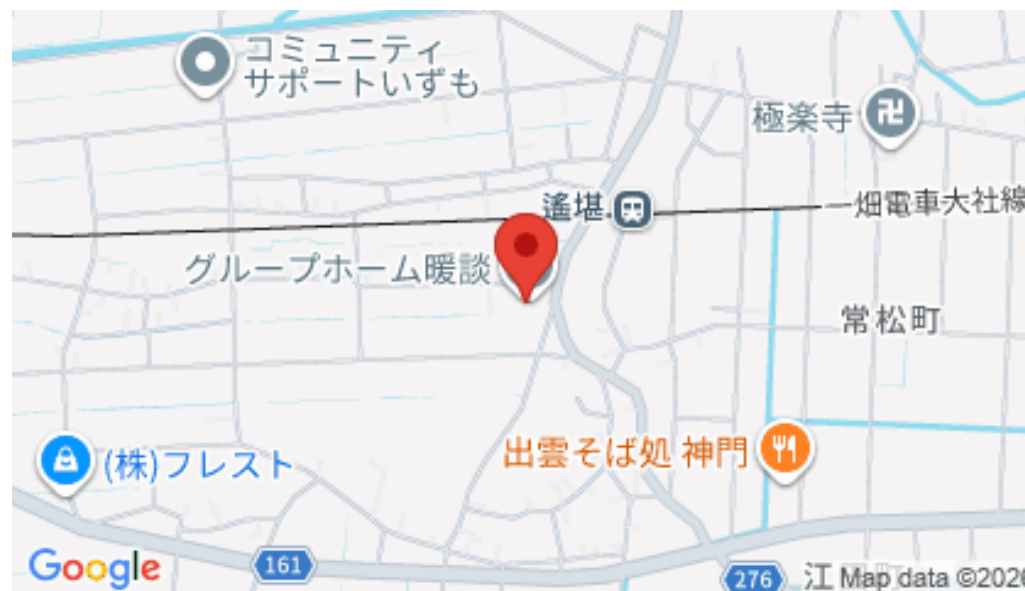 コミュニティ
サポートいずも
極楽寺
遙堪
畑電車大社線
グループホーム暖談
常松町
出雲そば処 神門
(株)フレスト
Google
161
276
江
町
Map data ©2026